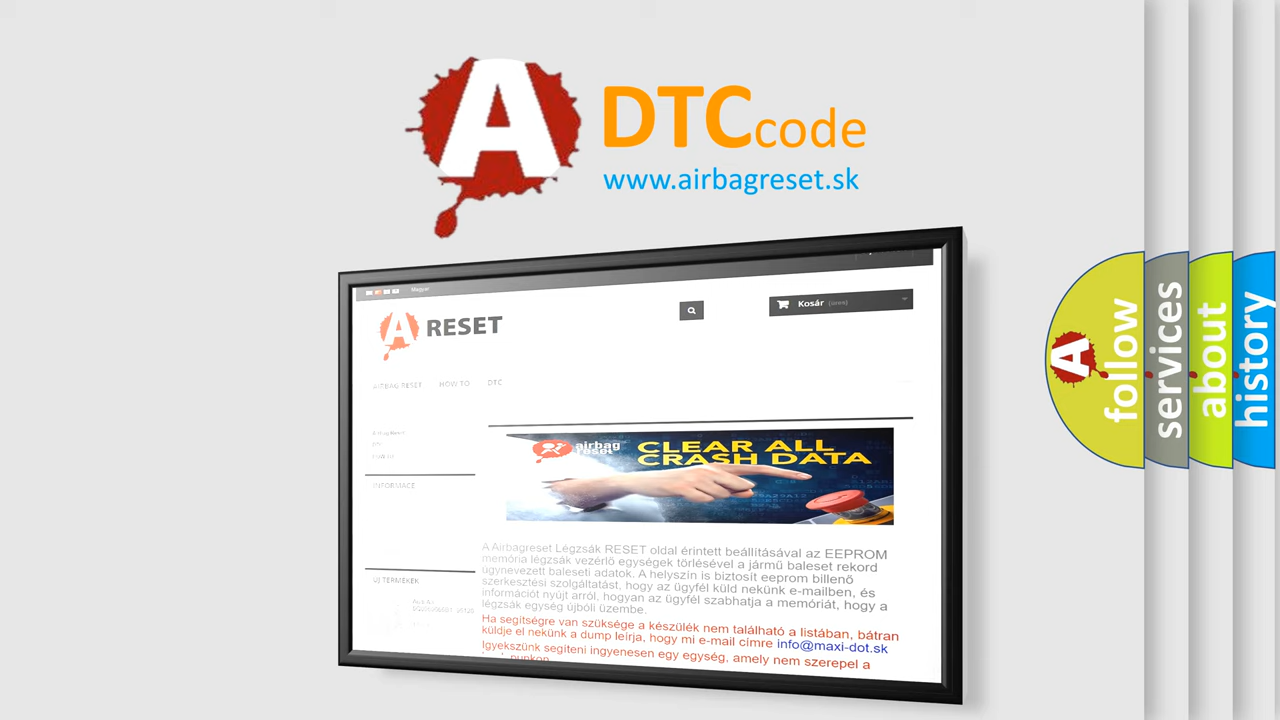 A DTC code
www.airbagreset.sk
Magyar
Kosár (üres)
A RESET
AIRBAG RESET HOW TO DTC
INFORMACE
airbag
reset
CLEAR ALL
CRASH DATA
A Airbagreset Légzsák RESET oldal érintett beállításával az EEPROM
memória légzsák vezérlő egységek törlésével a jármű baleset rekord
úgynevezett baleseti adatok. A helyszín is biztosít eeprom billenő
szerkesztési szolgáltatást, hogy az ügyfél küld nekünk e-mailben, és
információt nyújt arról, hogyan az ügyfél szabhatja a memóriát, hogy a
légzsák egység újbóli üzembe.
Ha segítségre van szüksége a készülék nem található a listában, bátran
küldje el nekünk a dump leírja, hogy mi e-mail címre info@maxi-dot.sk
Igyekszünk segíteni ingyenesen egy egység, amely nem szerepel a
ÚJ TERMÉKEK
A follow
services
about
history